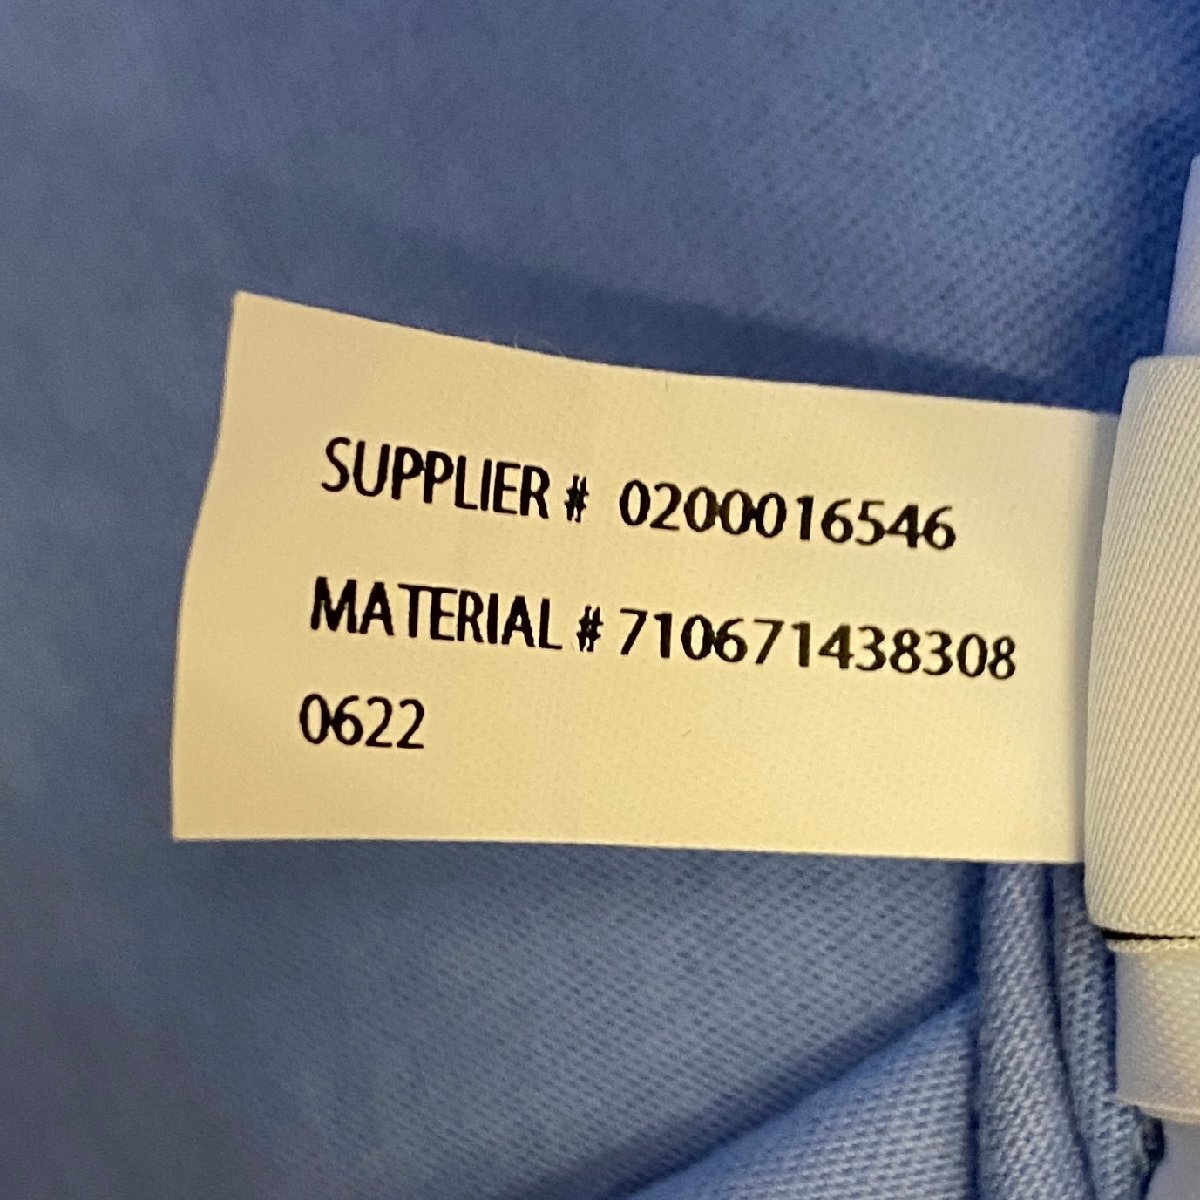 SUPPLIER # 0200016546
MATERIAL # 710671438308
0622